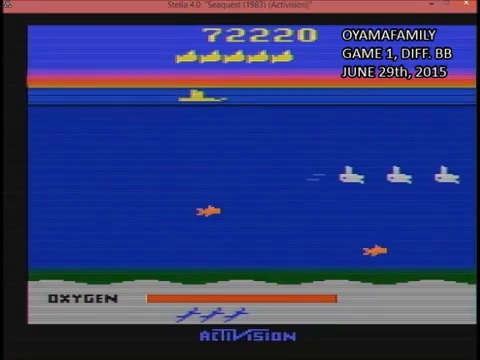 Stella 4.0: "Seaquest (1983) (Activision)"
72220
OYAMAFAMILY
GAME 1, DIFF. BB
JUNE 29th, 2015
OXYGEN
ACTIVISION